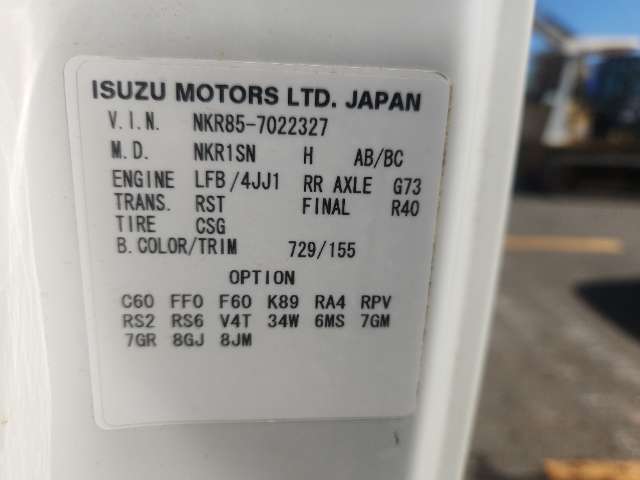 ISUZU MOTORS LTD. JAPAN
V.I.N. NKR85-7022327
M.D. NKR1SN H AB/BC
ENGINE LFB/4JJ1 RR AXLE G73
TRANS. RST FINAL R40
TIRE CSG
B.COLOR/TRIM 729/155
OPTION
C60 FF0 F60 K89 RA4 RPV
RS2 RS6 V4T 34W 6MS 7GM
7GR 8GJ 8JM